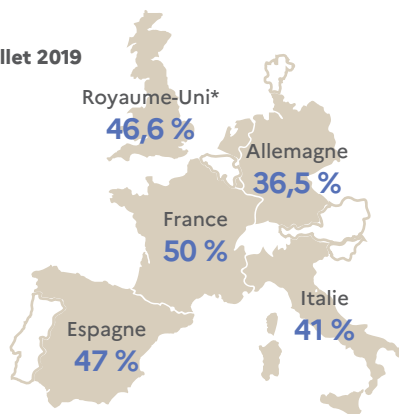 llet 2019
Royaume-Uni*
46,6 %
Allemagne
36,5 %
France
50 %
Italie
41 %
Espagne
47 %